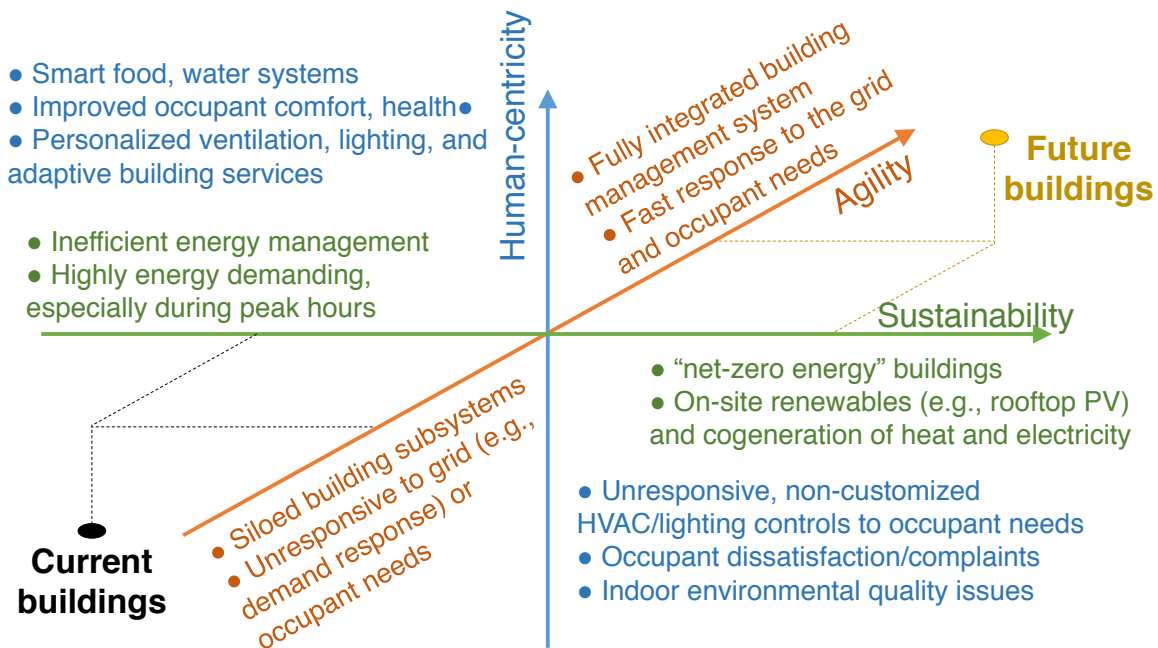 ● Smart food, water systems
● Improved occupant comfort, health●
● Personalized ventilation, lighting, and
adaptive building services
Human-centricity
● Fully integrated building
management system
● Fast response to the grid
and occupant needs
Agility
Future
buildings
● Inefficient energy management
● Highly energy demanding,
especially during peak hours
Sustainability
● “net-zero energy” buildings
● On-site renewables (e.g., rooftop PV)
and cogeneration of heat and electricity
● Siloed building subsystems
● Unresponsive to grid (e.g.,
demand response) or
occupant needs
● Unresponsive, non-customized
HVAC/lighting controls to occupant needs
● Occupant dissatisfaction/complaints
● Indoor environmental quality issues
Current
buildings